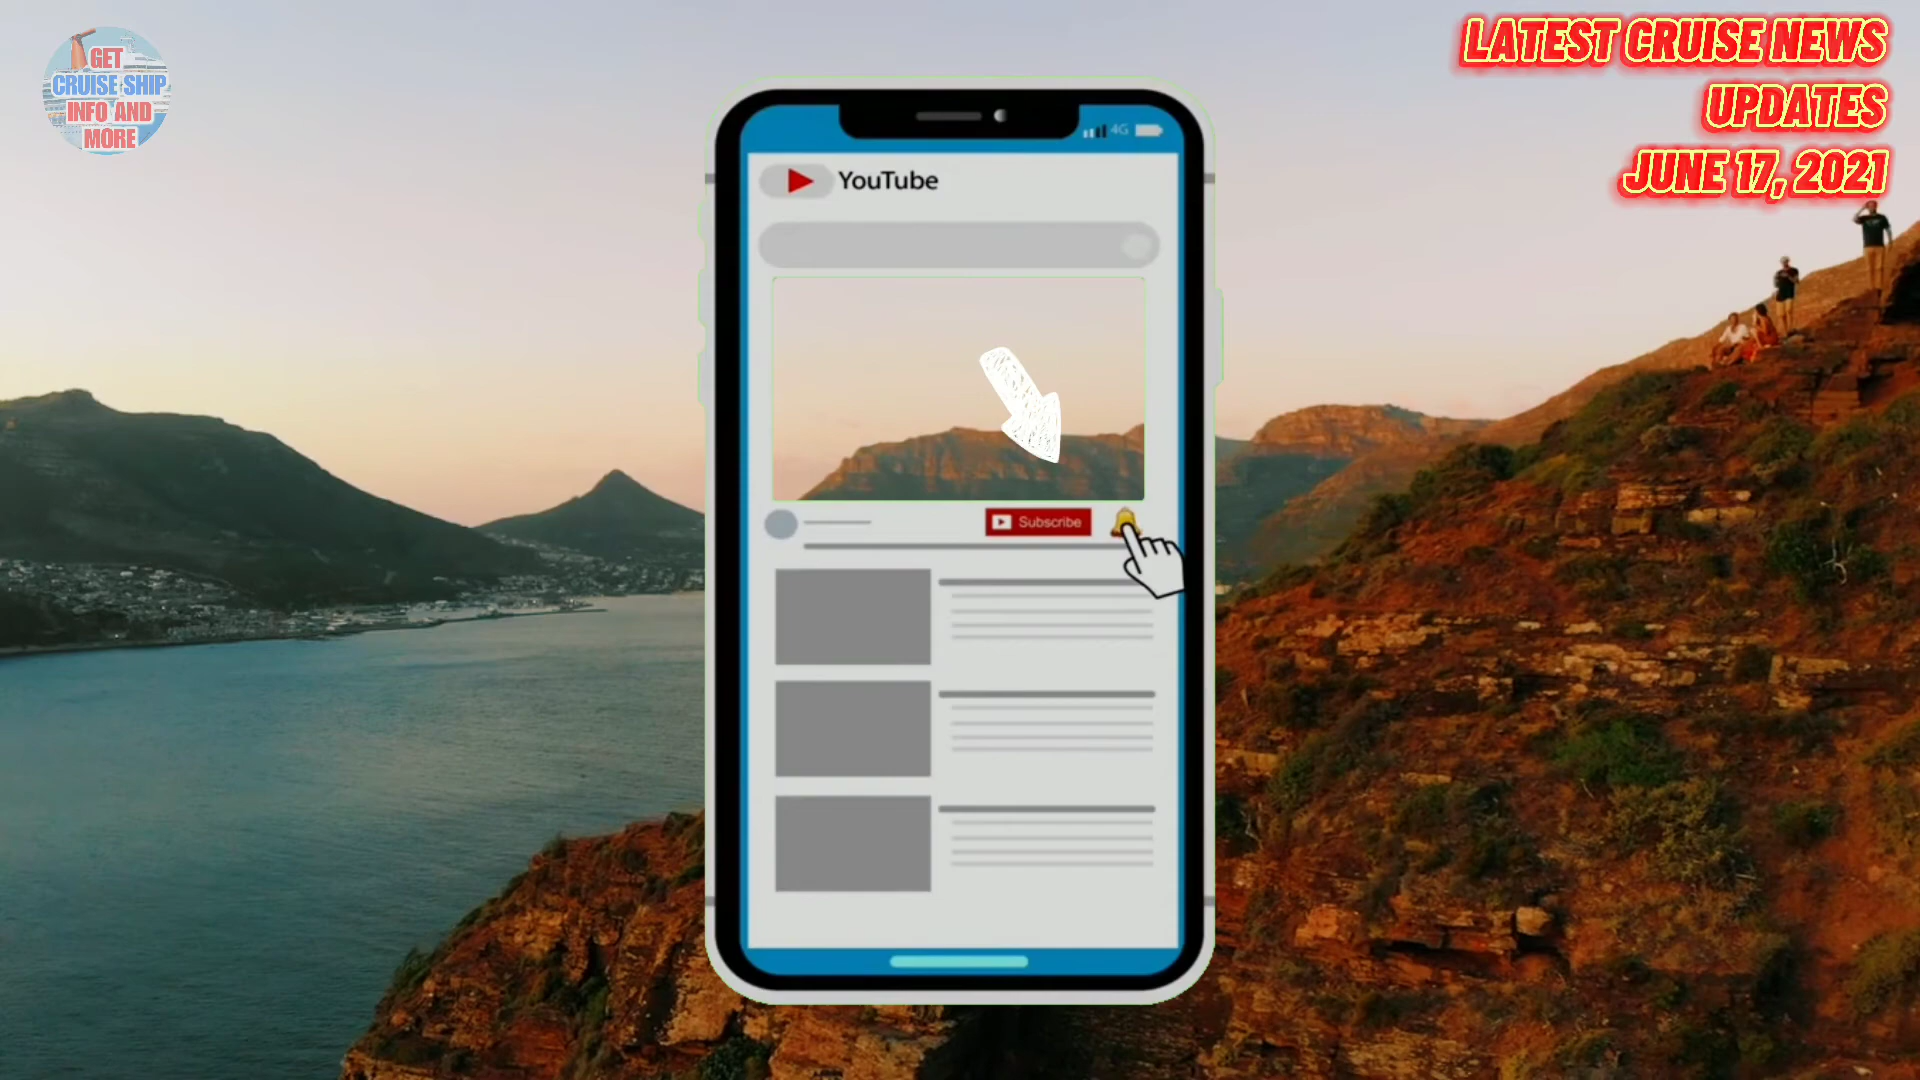 GET
CRUISE SHIP
INFO AND
MORE
LATEST CRUISE NEWS
UPDATES
JUNE 17, 2021
4G
YouTube
Subscribe